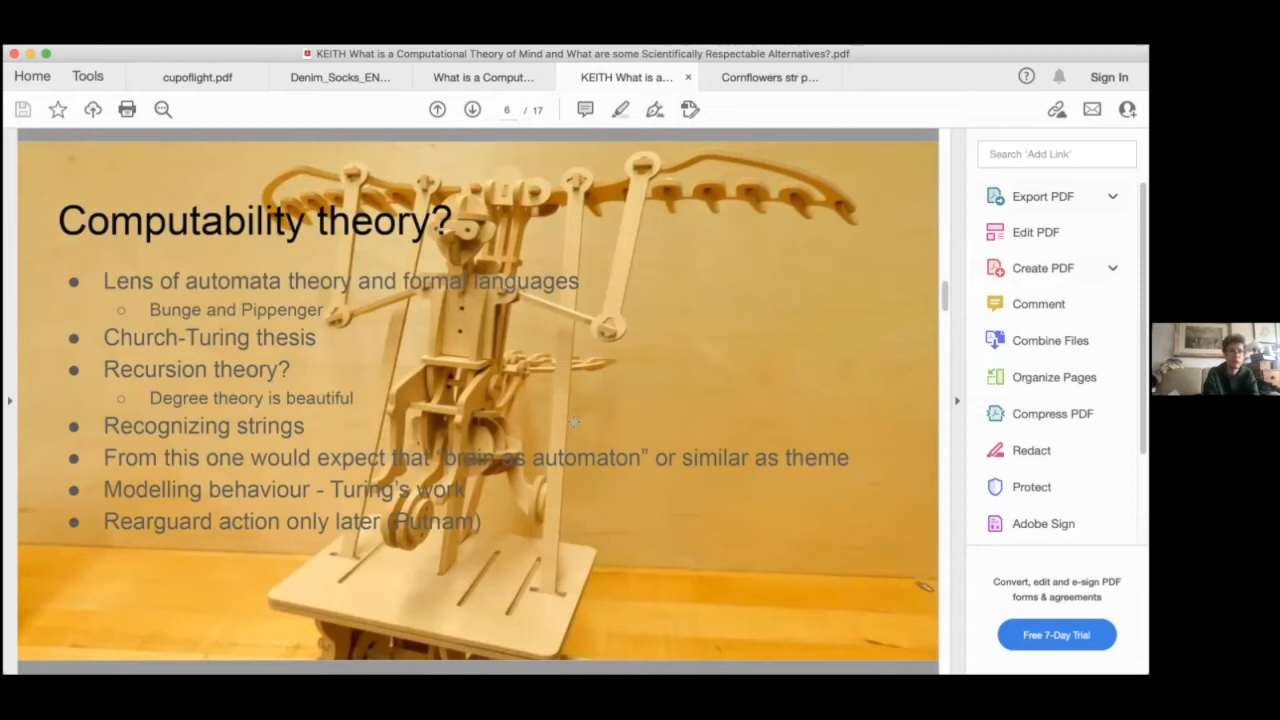 KEITH What is a Computational Theory of Mind and What are some Scientifically Respectable Alternatives?.pdf
Home Tools cupoflight.pdf Denim_Socks_EN... What is a Comput... KEITH What is a... × Cornflowers str p... Sign In
6 / 17
Search 'Add Link'
Export PDF
Edit PDF
Create PDF
Comment
Combine Files
Organize Pages
Compress PDF
Redact
Protect
Adobe Sign
Convert, edit and e-sign PDF
forms & agreements
Free 7-Day Trial
Computability theory?
● Lens of automata theory and formal languages
○ Bunge and Pippenger
● Church-Turing thesis
● Recursion theory?
○ Degree theory is beautiful
● Recognizing strings
● From this one would expect that "brain as automaton" or similar as theme
● Modelling behaviour - Turing's work
● Rearguard action only later (Putnam)